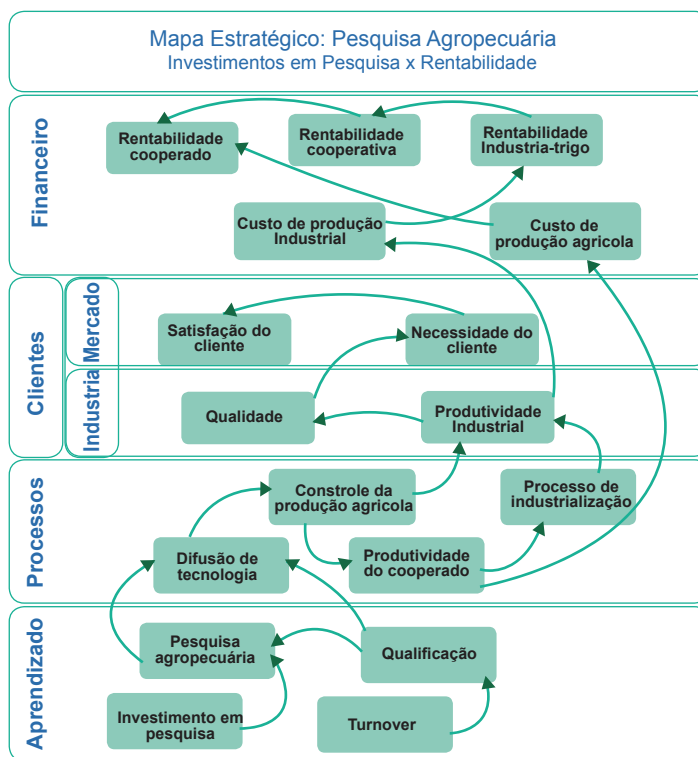 Mapa Estratégico: Pesquisa Agropecuária
Investimentos em Pesquisa x Rentabilidade
Financeiro
Rentabilidade
cooperado
Rentabilidade
cooperativa
Rentabilidade
Industria-trigo
Custo de produção
Industrial
Custo de
produção agricola
Clientes
Mercado
Satisfação do
cliente
Necessidade do
cliente
Industria
Qualidade
Produtividade
Industrial
Processos
Constrole da
produção agricola
Processo de
industrialização
Difusão de
tecnologia
Produtividade
do cooperado
Aprendizado
Pesquisa
agropecuária
Qualificação
Investimento em
pesquisa
Turnover